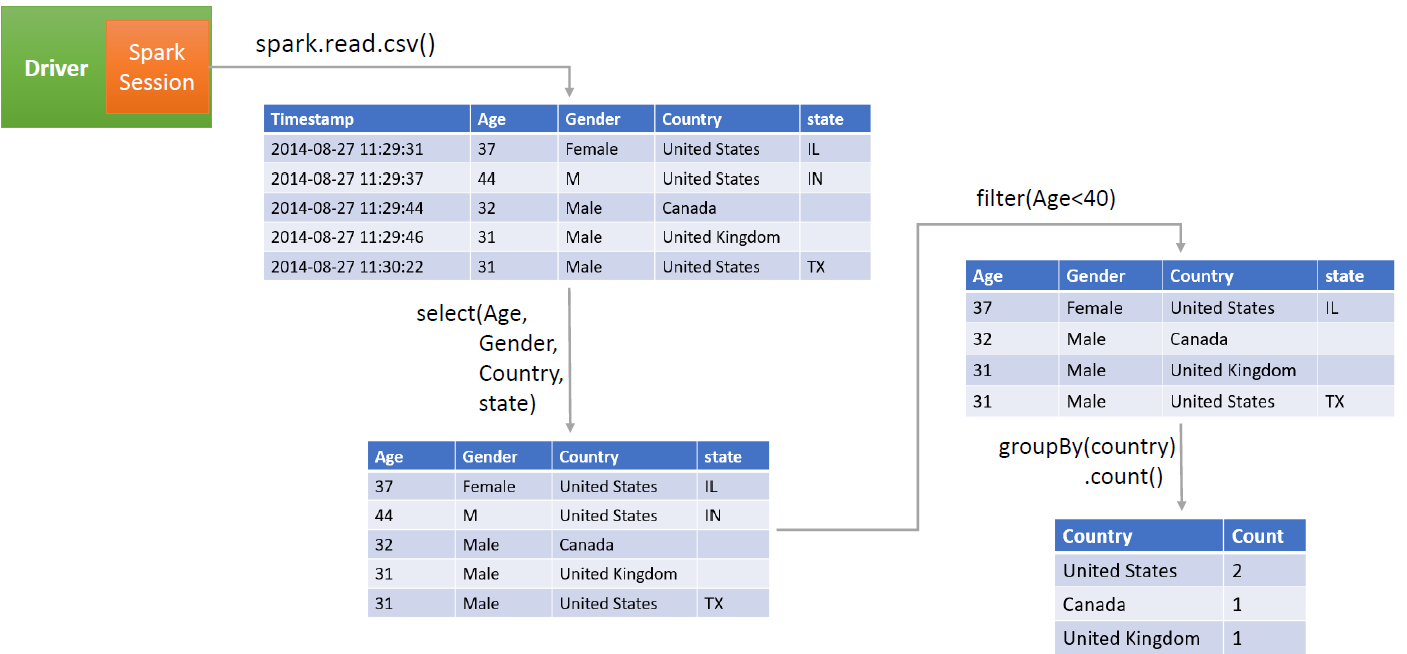 Driver
Spark
Session
spark.read.csv()
Timestamp Age Gender Country state
2014-08-27 11:29:31 37 Female United States IL
2014-08-27 11:29:37 44 M United States IN
2014-08-27 11:29:44 32 Male Canada
2014-08-27 11:29:46 31 Male United Kingdom
2014-08-27 11:30:22 31 Male United States TX
select(Age,
Gender,
Country,
state)
Age Gender Country state
37 Female United States IL
44 M United States IN
32 Male Canada
31 Male United Kingdom
31 Male United States TX
filter(Age<40)
Age Gender Country state
37 Female United States IL
32 Male Canada
31 Male United Kingdom
31 Male United States TX
groupBy(country)
.count()
Country Count
United States 2
Canada 1
United Kingdom 1